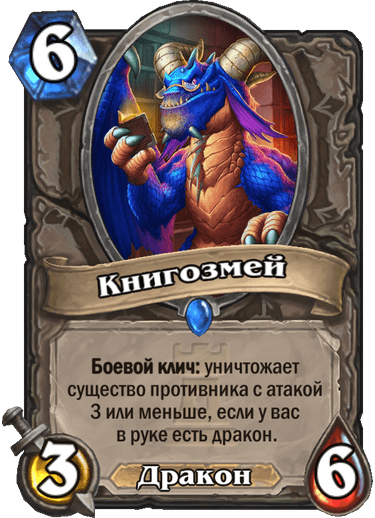 6
Книгозмей
Боевой клич: уничтожает
существо противника с атакой
3 или меньше, если у вас
в руке есть дракон.
3
Дракон
6